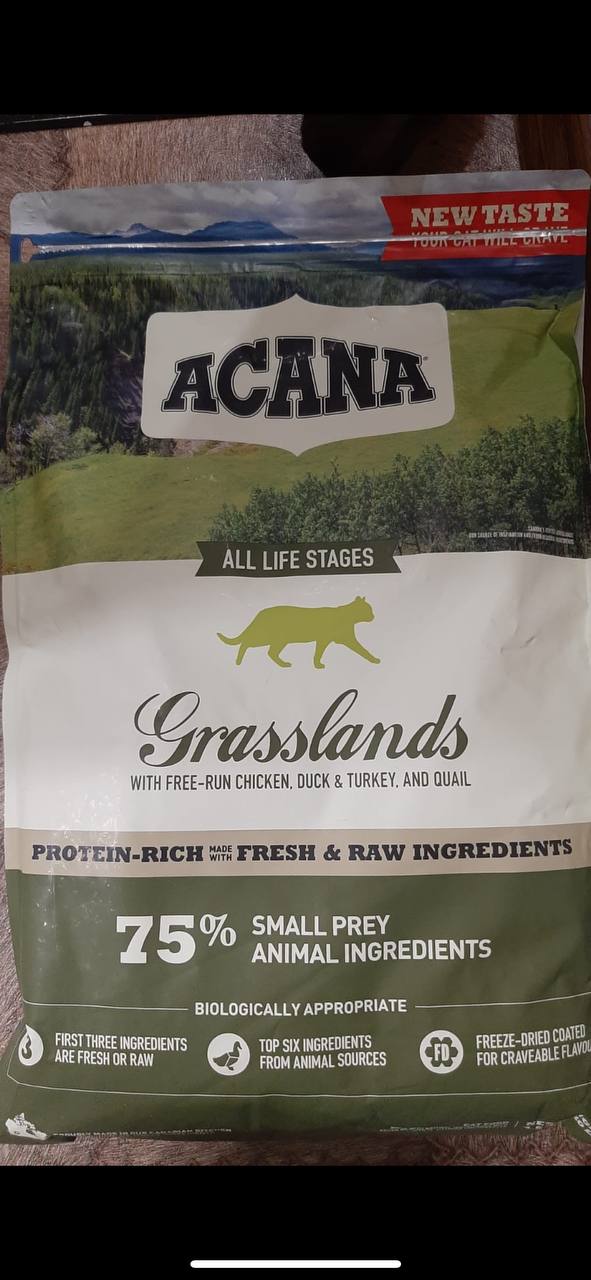 NEW TASTE
YOUR CAT WILL CRAVE
ACANA
ALL LIFE STAGES
Grasslands
WITH FREE-RUN CHICKEN, DUCK & TURKEY, AND QUAIL
PROTEIN-RICH MADE WITH FRESH & RAW INGREDIENTS
75% SMALL PREY
ANIMAL INGREDIENTS
BIOLOGICALLY APPROPRIATE
FIRST THREE INGREDIENTS
ARE FRESH OR RAW
TOP SIX INGREDIENTS
FROM ANIMAL SOURCES
FD
FREEZE-DRIED COATED
FOR CRAVEABLE FLAVOU